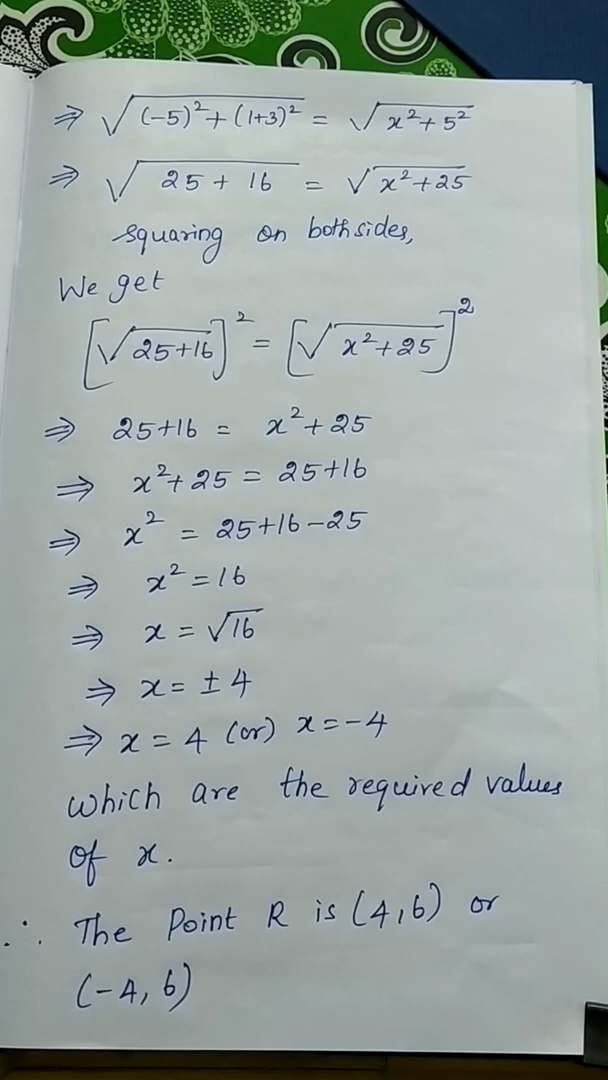 ⇒ √(-5)²+(1+3)² = √x²+5²
⇒ √25+16 = √x²+25
squaring on bothsides,
We get
[√25+16]² = [√x²+25]²
⇒ 25+16 = x²+25
⇒ x²+25 = 25+16
⇒ x² = 25+16-25
⇒ x² = 16
⇒ x = √16
⇒ x = ±4
⇒ x = 4 (or) x = -4
which are the required values
of x.
∴ The Point R is (4,6) or
(-4, 6)